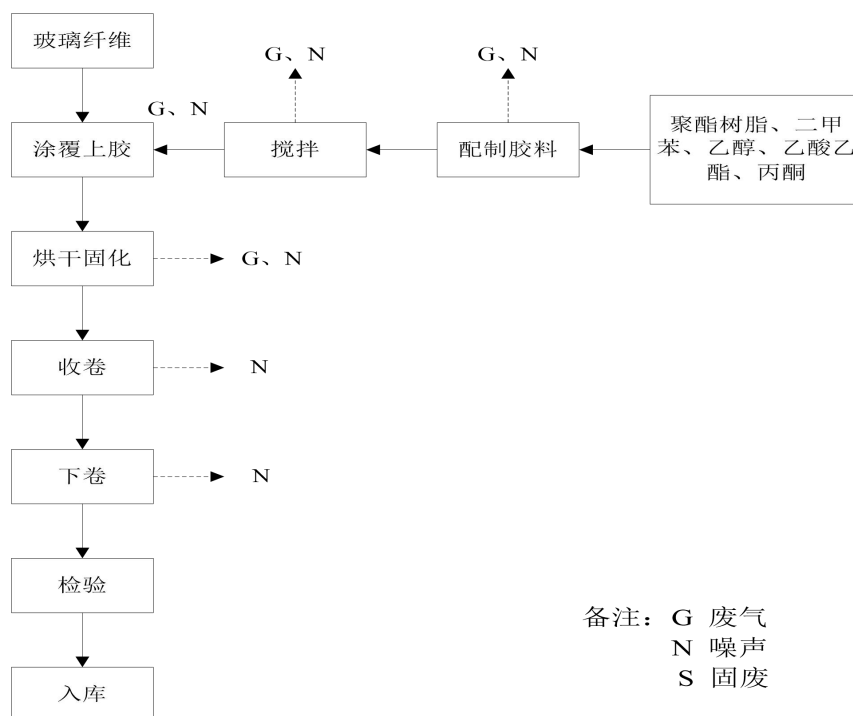 玻璃纤维
G、N
G、N
G、N
涂覆上胶
搅拌
配制胶料
聚酯树脂、二甲
苯、乙醇、乙酸乙
酯、丙酮
烘干固化
G、N
收卷
N
下卷
N
检验
入库
备注：G 废气
N 噪声
S 固废